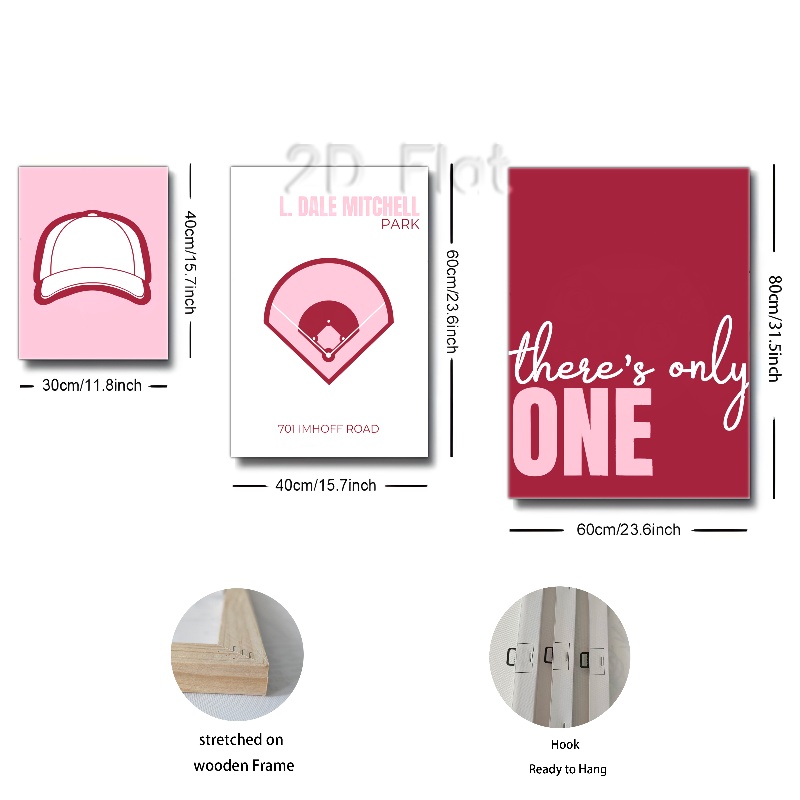 2D Flat
L. DALE MITCHELL
PARK
701 IMHOFF ROAD
there's only
ONE
40cm/15.7inch
30cm/11.8inch
60cm/23.6inch
40cm/15.7inch
80cm/31.5inch
60cm/23.6inch
stretched on
wooden Frame
Hook
Ready to Hang